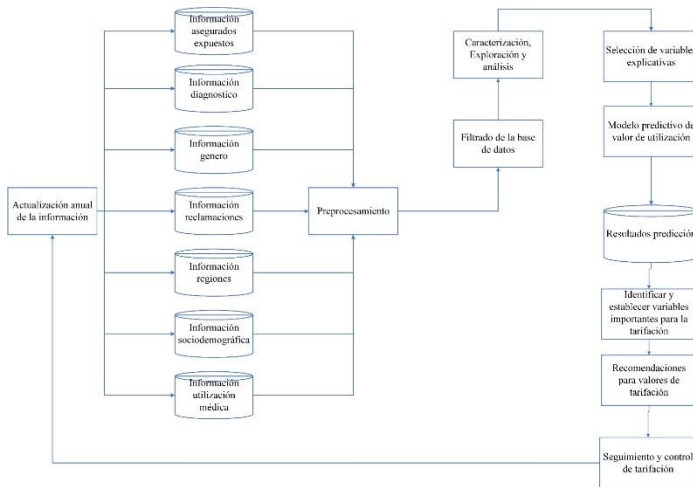 Actualización anual
de la información
Información
asegurados
expuestos
Información
diagnostico
Información
genero
Información
reclamaciones
Información
regiones
Información
sociodemográfica
Información
utilización
médica
Preprocesamiento
Filtrado de la base
de datos
Caracterización,
Exploración y
análisis
Selección de variables
explicativas
Modelo predictivo de
valor de utilización
Resultados predicción
Identificar y
establecer variables
importantes para la
tarifación
Recomendaciones
para valores de
tarifación
Seguimiento y control
de tarifación